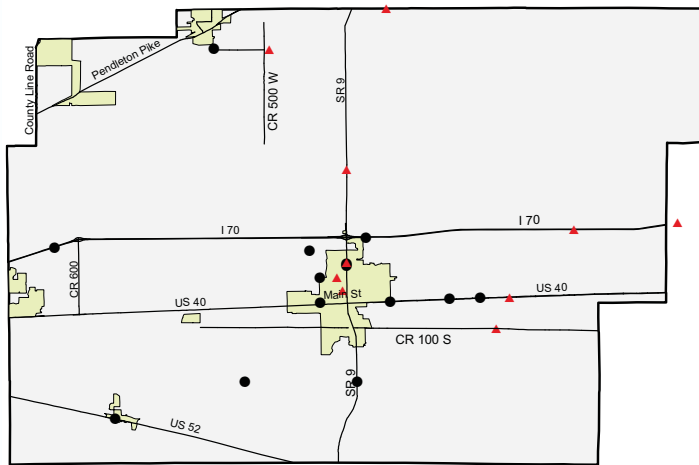 Pendleton Pike
County Line Road
CR 500 W
SR 9
I 70
I 70
CR 600
US 40
Main St
US 40
CR 100 S
SR 9
US 52